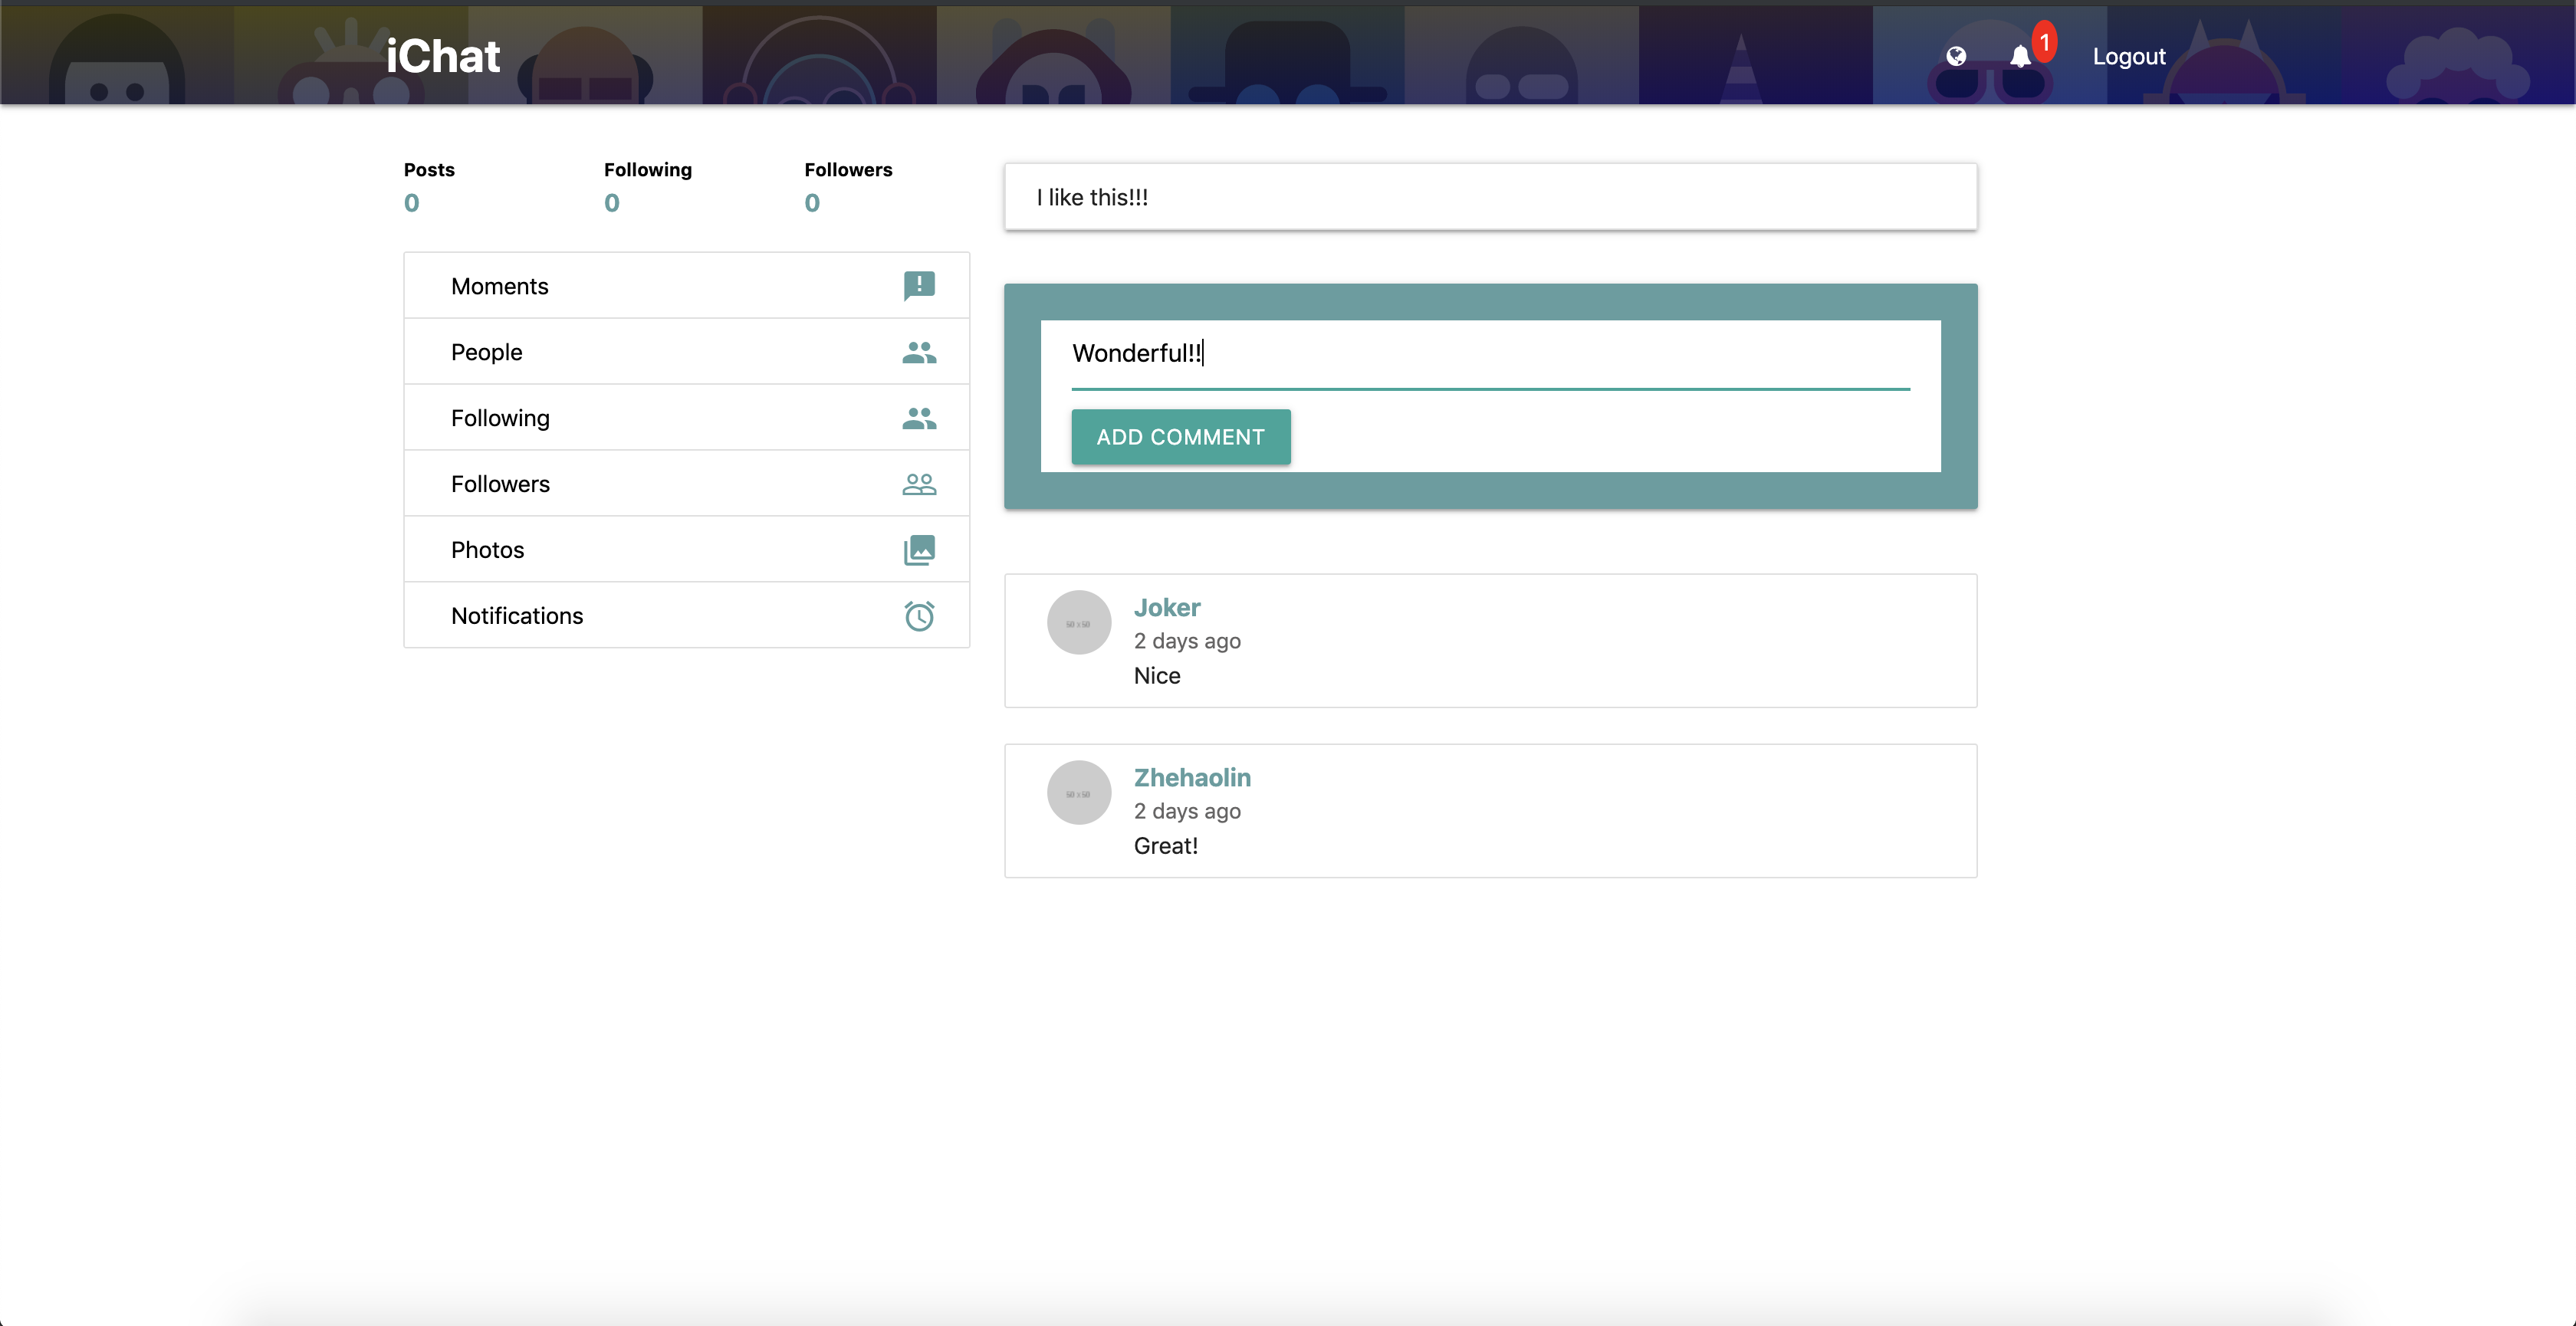 iChat
1
Logout
Posts
Following
Followers
0
0
0
Moments
People
Following
Followers
Photos
Notifications
I like this!!!
Wonderful!!
ADD COMMENT
Joker
2 days ago
Nice
Zhehaolin
2 days ago
Great!